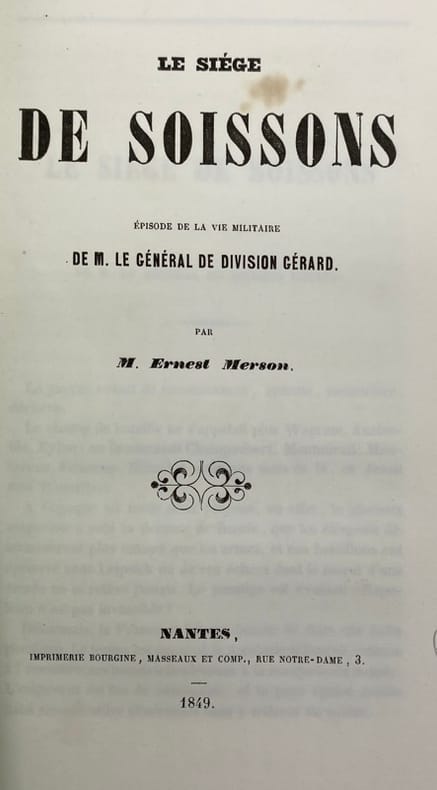 LE SIÉGE
DE SOISSONS
ÉPISODE DE LA VIE MILITAIRE
DE M. LE GÉNÉRAL DE DIVISION GÉRARD.
PAR
M. Ernest Merson.
NANTES,
IMPRIMERIE BOURGINE, MASSEAUX ET COMP., RUE NOTRE-DAME, 3.
1849.